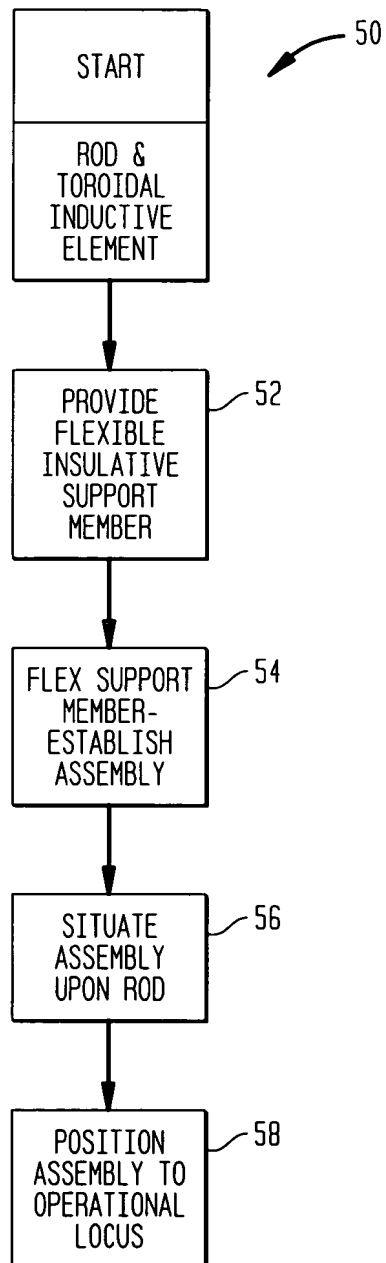 50
START
ROD &
TOROIDAL
INDUCTIVE
ELEMENT
52
PROVIDE
FLEXIBLE
INSULATIVE
SUPPORT
MEMBER
54
FLEX SUPPORT
MEMBER-
ESTABLISH
ASSEMBLY
56
SITUATE
ASSEMBLY
UPON ROD
58
POSITION
ASSEMBLY TO
OPERATIONAL
LOCUS